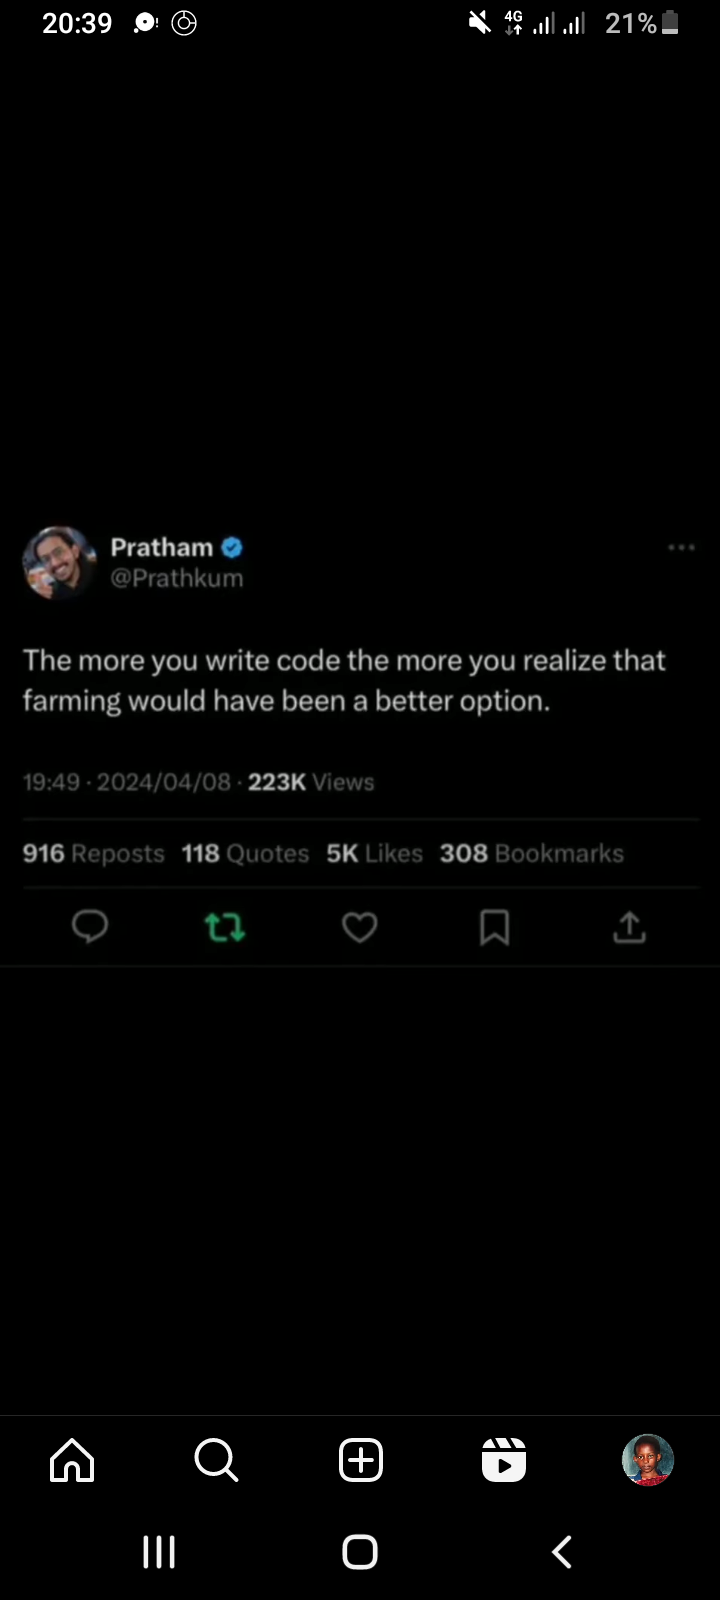 20:39
4G
21%
Pratham
@Prathkum
The more you write code the more you realize that
farming would have been a better option.
19:49 · 2024/04/08 · 223K Views
916 Reposts 118 Quotes 5K Likes 308 Bookmarks